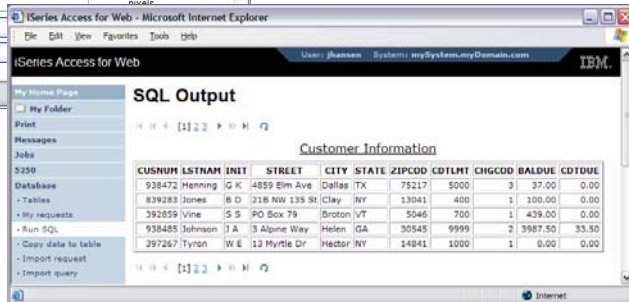 pixels
iSeries Access for Web - Microsoft Internet Explorer
File Edit View Favorites Tools Help
User: jhansen System: mySystem.myDomain.com
iSeries Access for Web
IBM.
My Home Page
My Folder
Print
Messages
Jobs
5250
Database
• Tables
• My requests
• Run SQL
• Copy data to table
• Import request
• Import query
SQL Output
[1] 2 3
Customer Information
CUSNUM LSTNAM INIT STREET CITY STATE ZIPCOD CDTLMT CHGCOD BALDUE CDTDUE
938472 Henning G K 4859 Elm Ave Dallas TX 75217 5000 3 37.00 0.00
839283 Jones B D 21B NW 135 St Clay NY 13041 400 1 100.00 0.00
392859 Vine S S PO Box 79 Broton VT 5046 700 1 439.00 0.00
938485 Johnson J A 3 Alpine Way Helen GA 30545 9999 2 3987.50 33.50
397267 Tyron W E 13 Myrtle Dr Hector NY 14841 1000 1 0.00 0.00
[1] 2 3
Internet